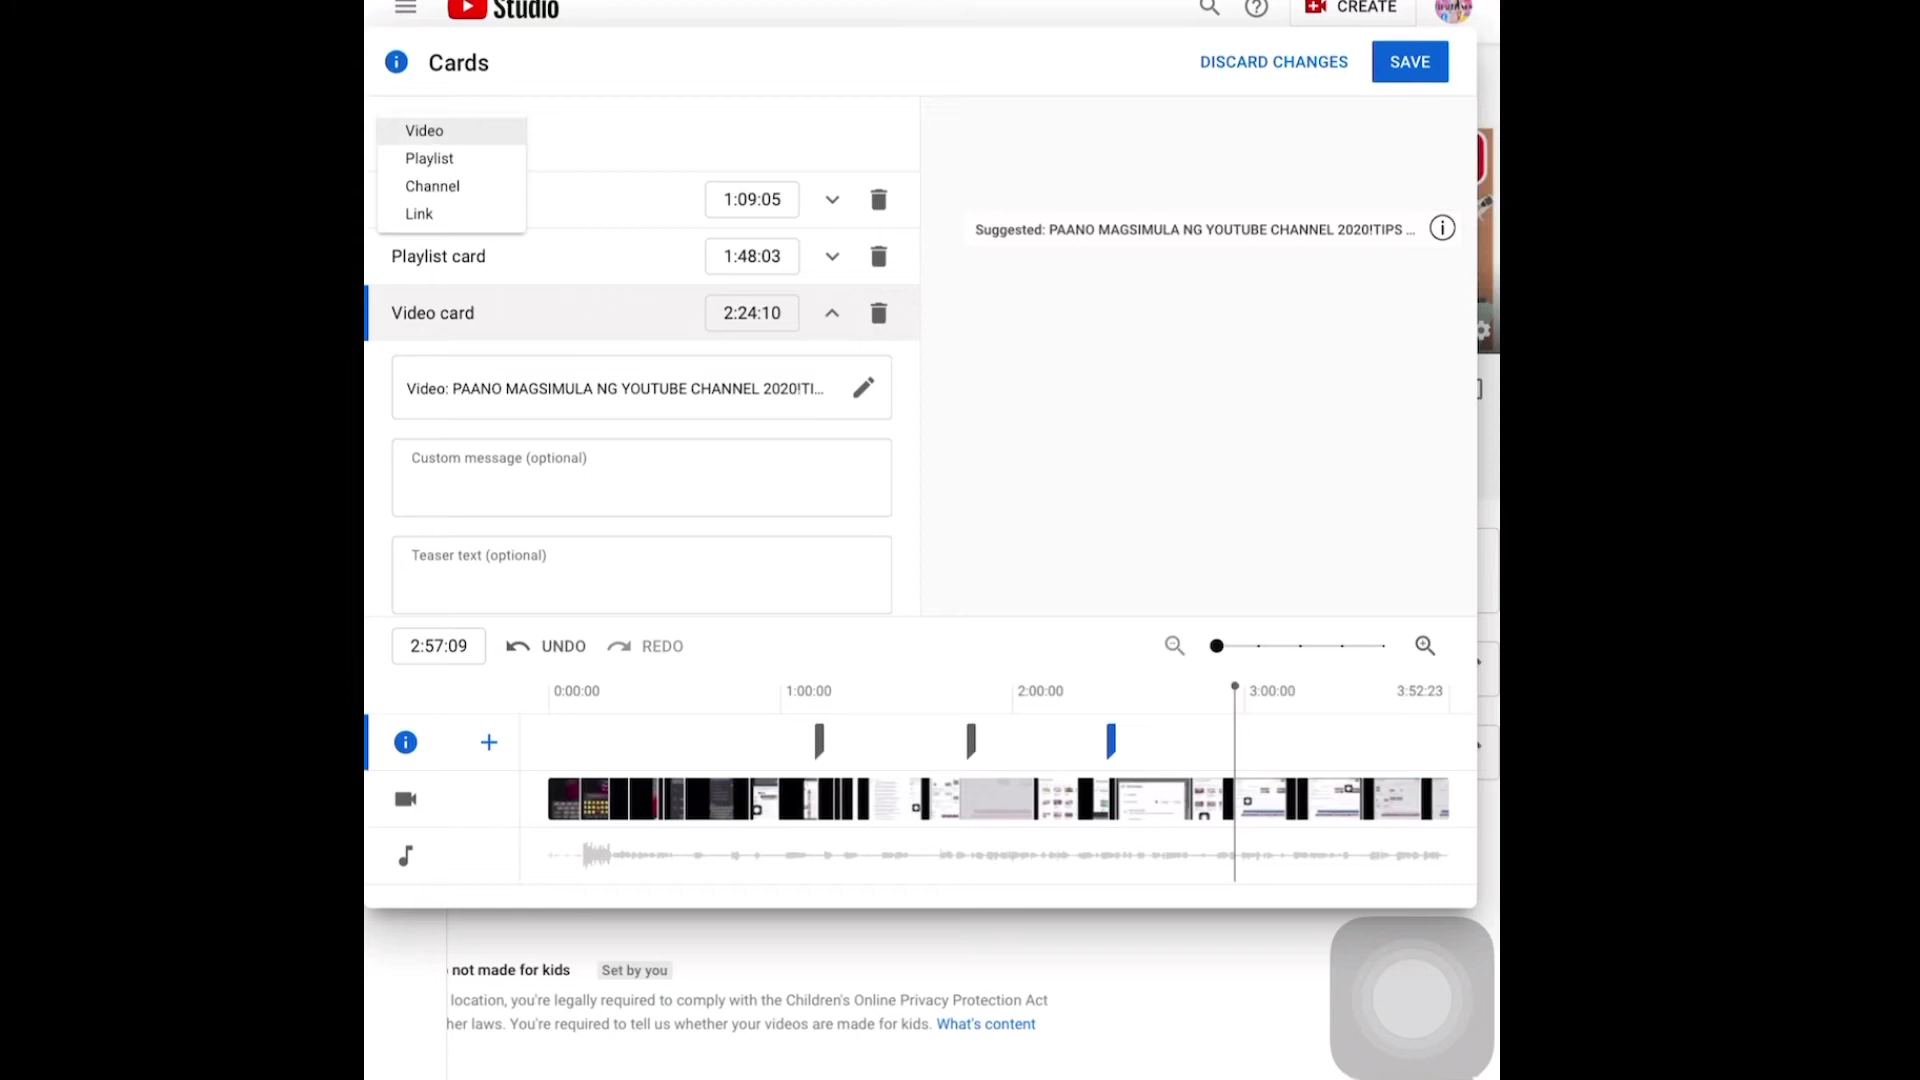 Studio
CREATE
Cards
DISCARD CHANGES
SAVE
Video
Playlist
Channel
Link
1:09:05
Suggested: PAANO MAGSIMULA NG YOUTUBE CHANNEL 2020!TIPS ...
Playlist card
1:48:03
Video card
2:24:10
Video: PAANO MAGSIMULA NG YOUTUBE CHANNEL 2020!TI...
Custom message (optional)
Teaser text (optional)
2:57:09
UNDO
REDO
0:00:00
1:00:00
2:00:00
3:00:00
3:52:23
not made for kids
Set by you
location, you're legally required to comply with the Children's Online Privacy Protection Act
her laws. You're required to tell us whether your videos are made for kids. What's content